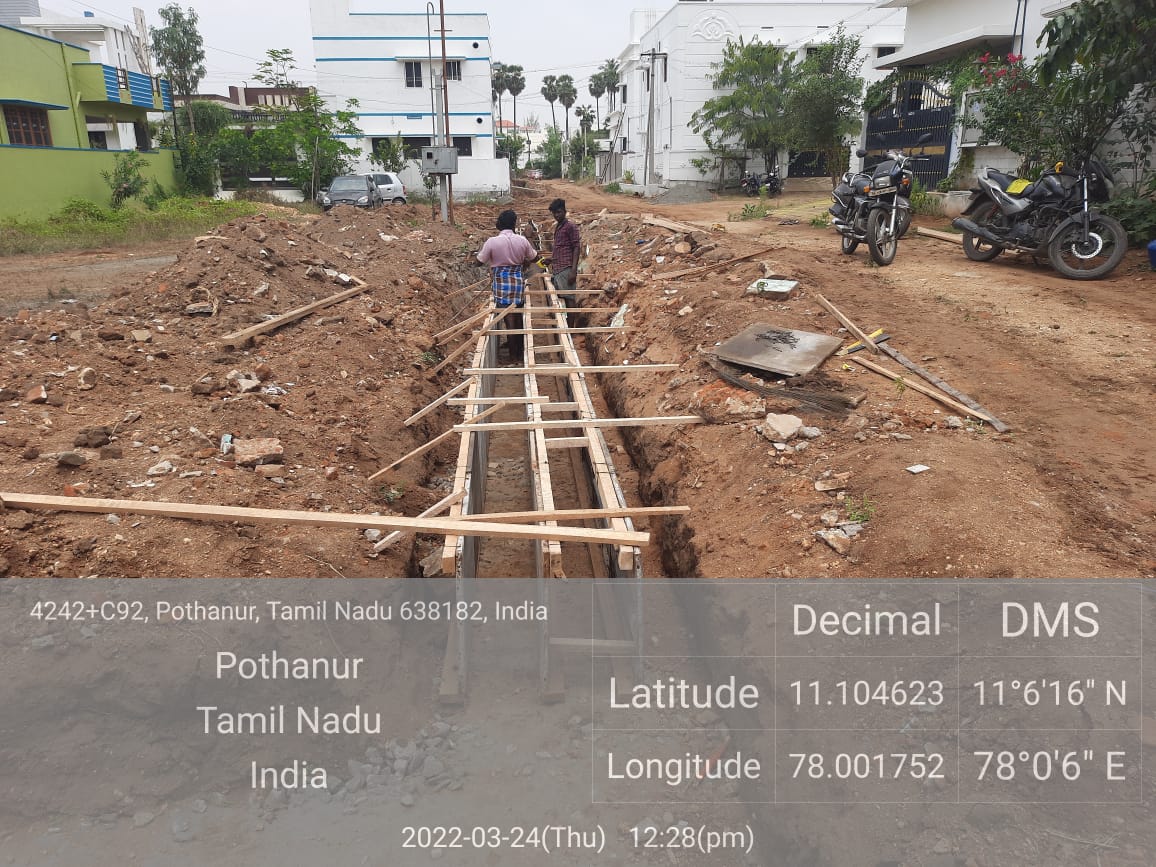 4242+C92, Pothanur, Tamil Nadu 638182, India
Pothanur
Tamil Nadu
India
Decimal DMS
Latitude 11.104623 11°6'16" N
Longitude 78.001752 78°0'6" E
2022-03-24(Thu) 12:28(pm)